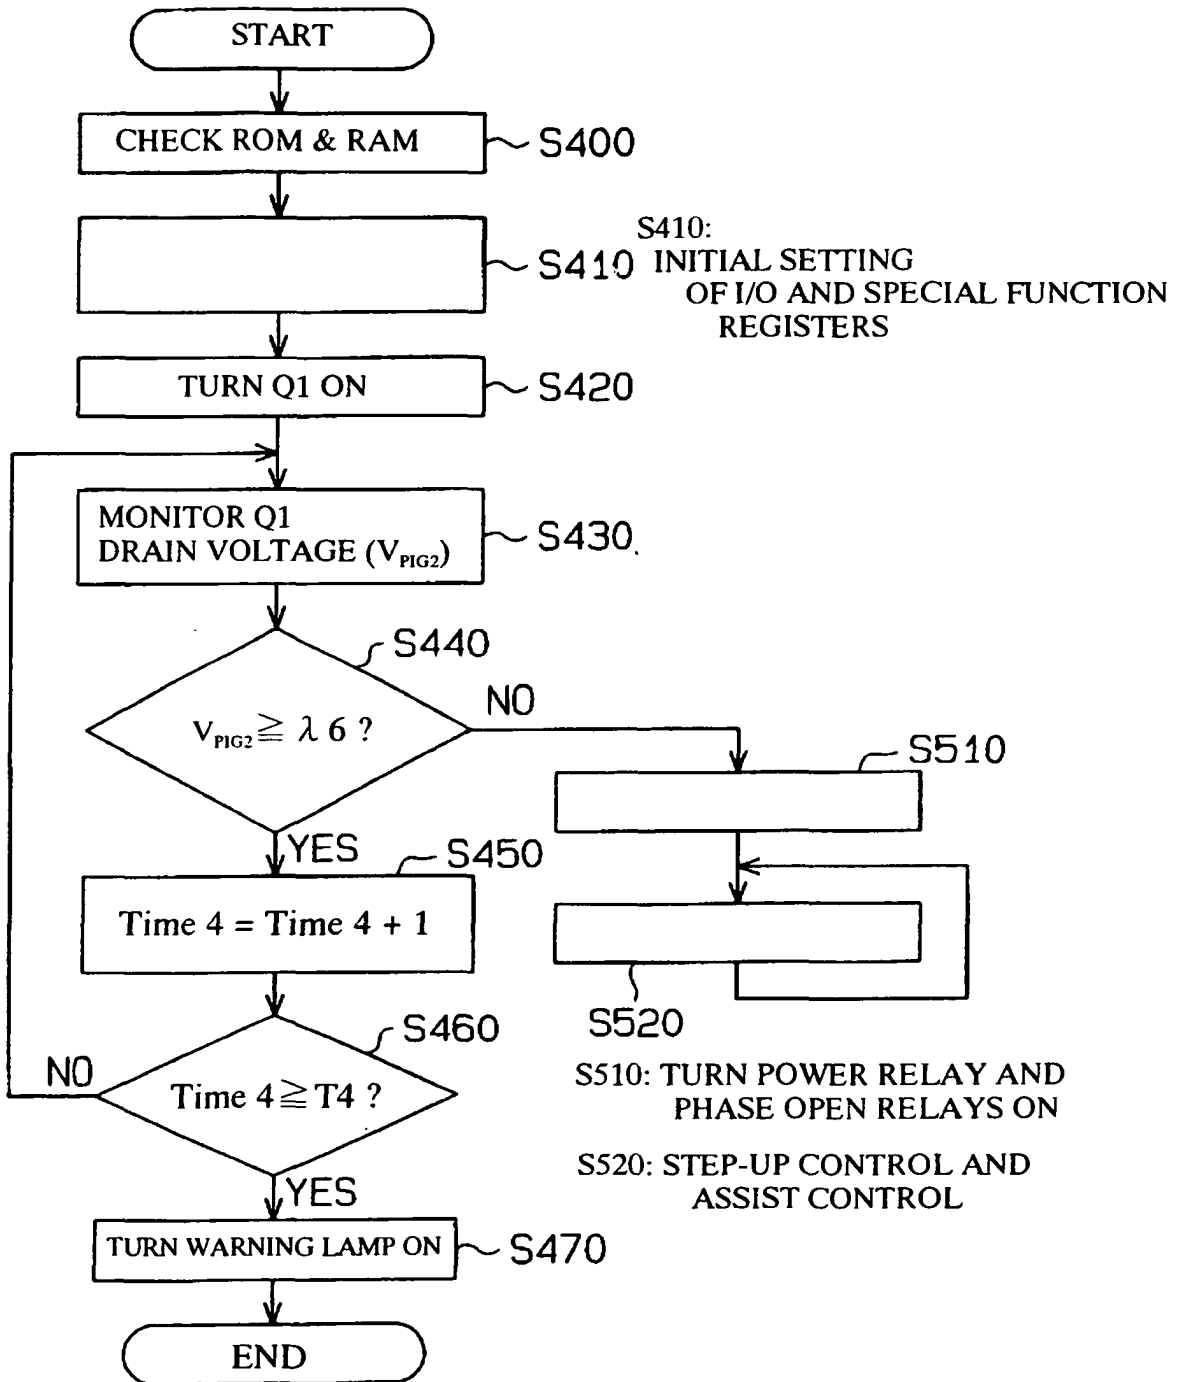 START
CHECK ROM & RAM
S400
S410
S410:
INITIAL SETTING
OF I/O AND SPECIAL FUNCTION
REGISTERS
TURN Q1 ON
S420
MONITOR Q1
DRAIN VOLTAGE (V_PIG2)
S430
S440
V_PIG2 ≧ λ 6 ?
NO
YES
S510
S450
Time 4 = Time 4 + 1
S520
S460
Time 4 ≧ T4 ?
NO
YES
S510: TURN POWER RELAY AND
PHASE OPEN RELAYS ON
S520: STEP-UP CONTROL AND
ASSIST CONTROL
TURN WARNING LAMP ON
S470
END